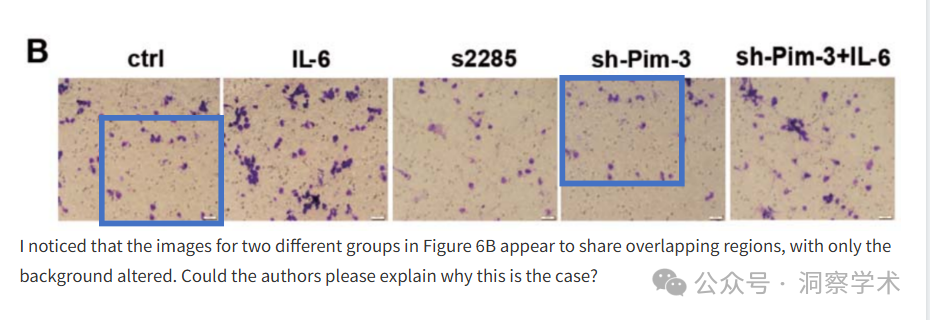 B
ctrl IL-6 s2285 sh-Pim-3 sh-Pim-3+IL-6
I noticed that the images for two different groups in Figure 6B appear to share overlapping regions, with only the
background altered. Could the authors please explain why this is the case?
公众号 · 洞察学术